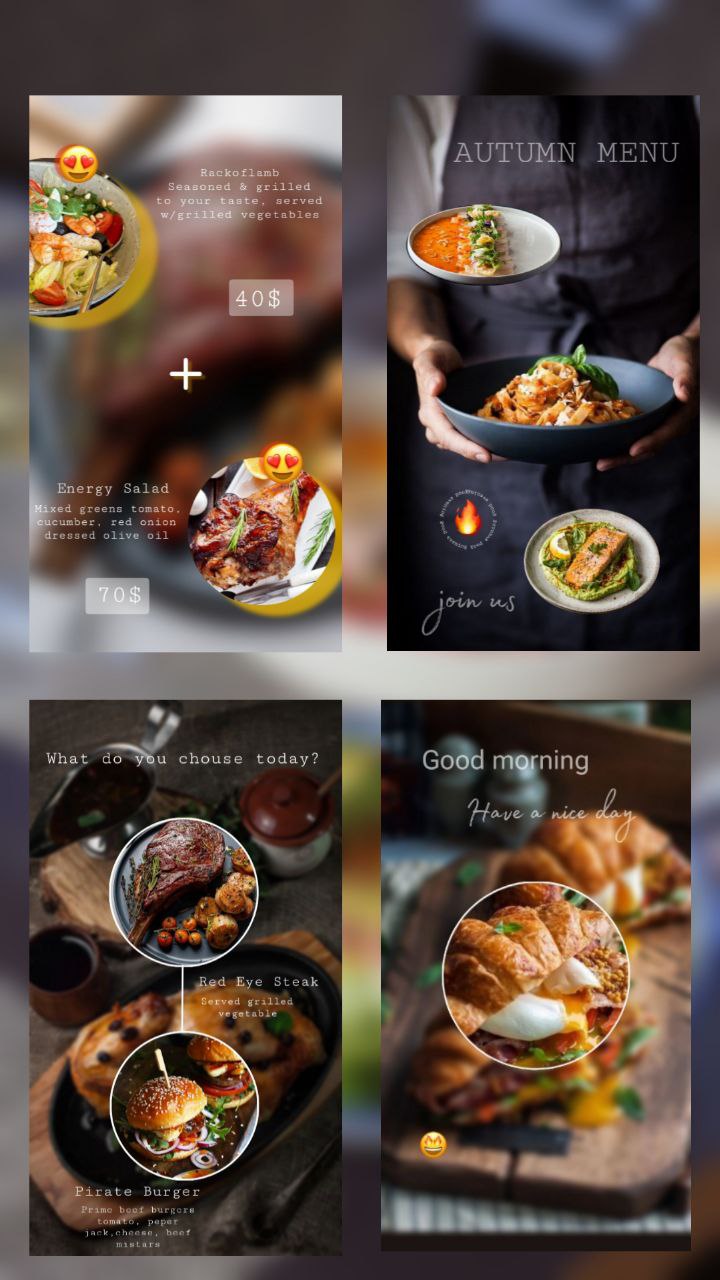 Rackoflamb
Seasoned & grilled
to your taste, served
w/grilled vegetables
40$
+
Energy Salad
Mixed greens tomato,
cucumber, red onion
dressed olive oil
70$
AUTUMN MENU
join us
What do you chouse today?
Red Eye Steak
Served grilled
vegetable
Pirate Burger
Prime beef burgers
tomato, peper
jack,cheese, beef
mistars
Good morning
Have a nice day